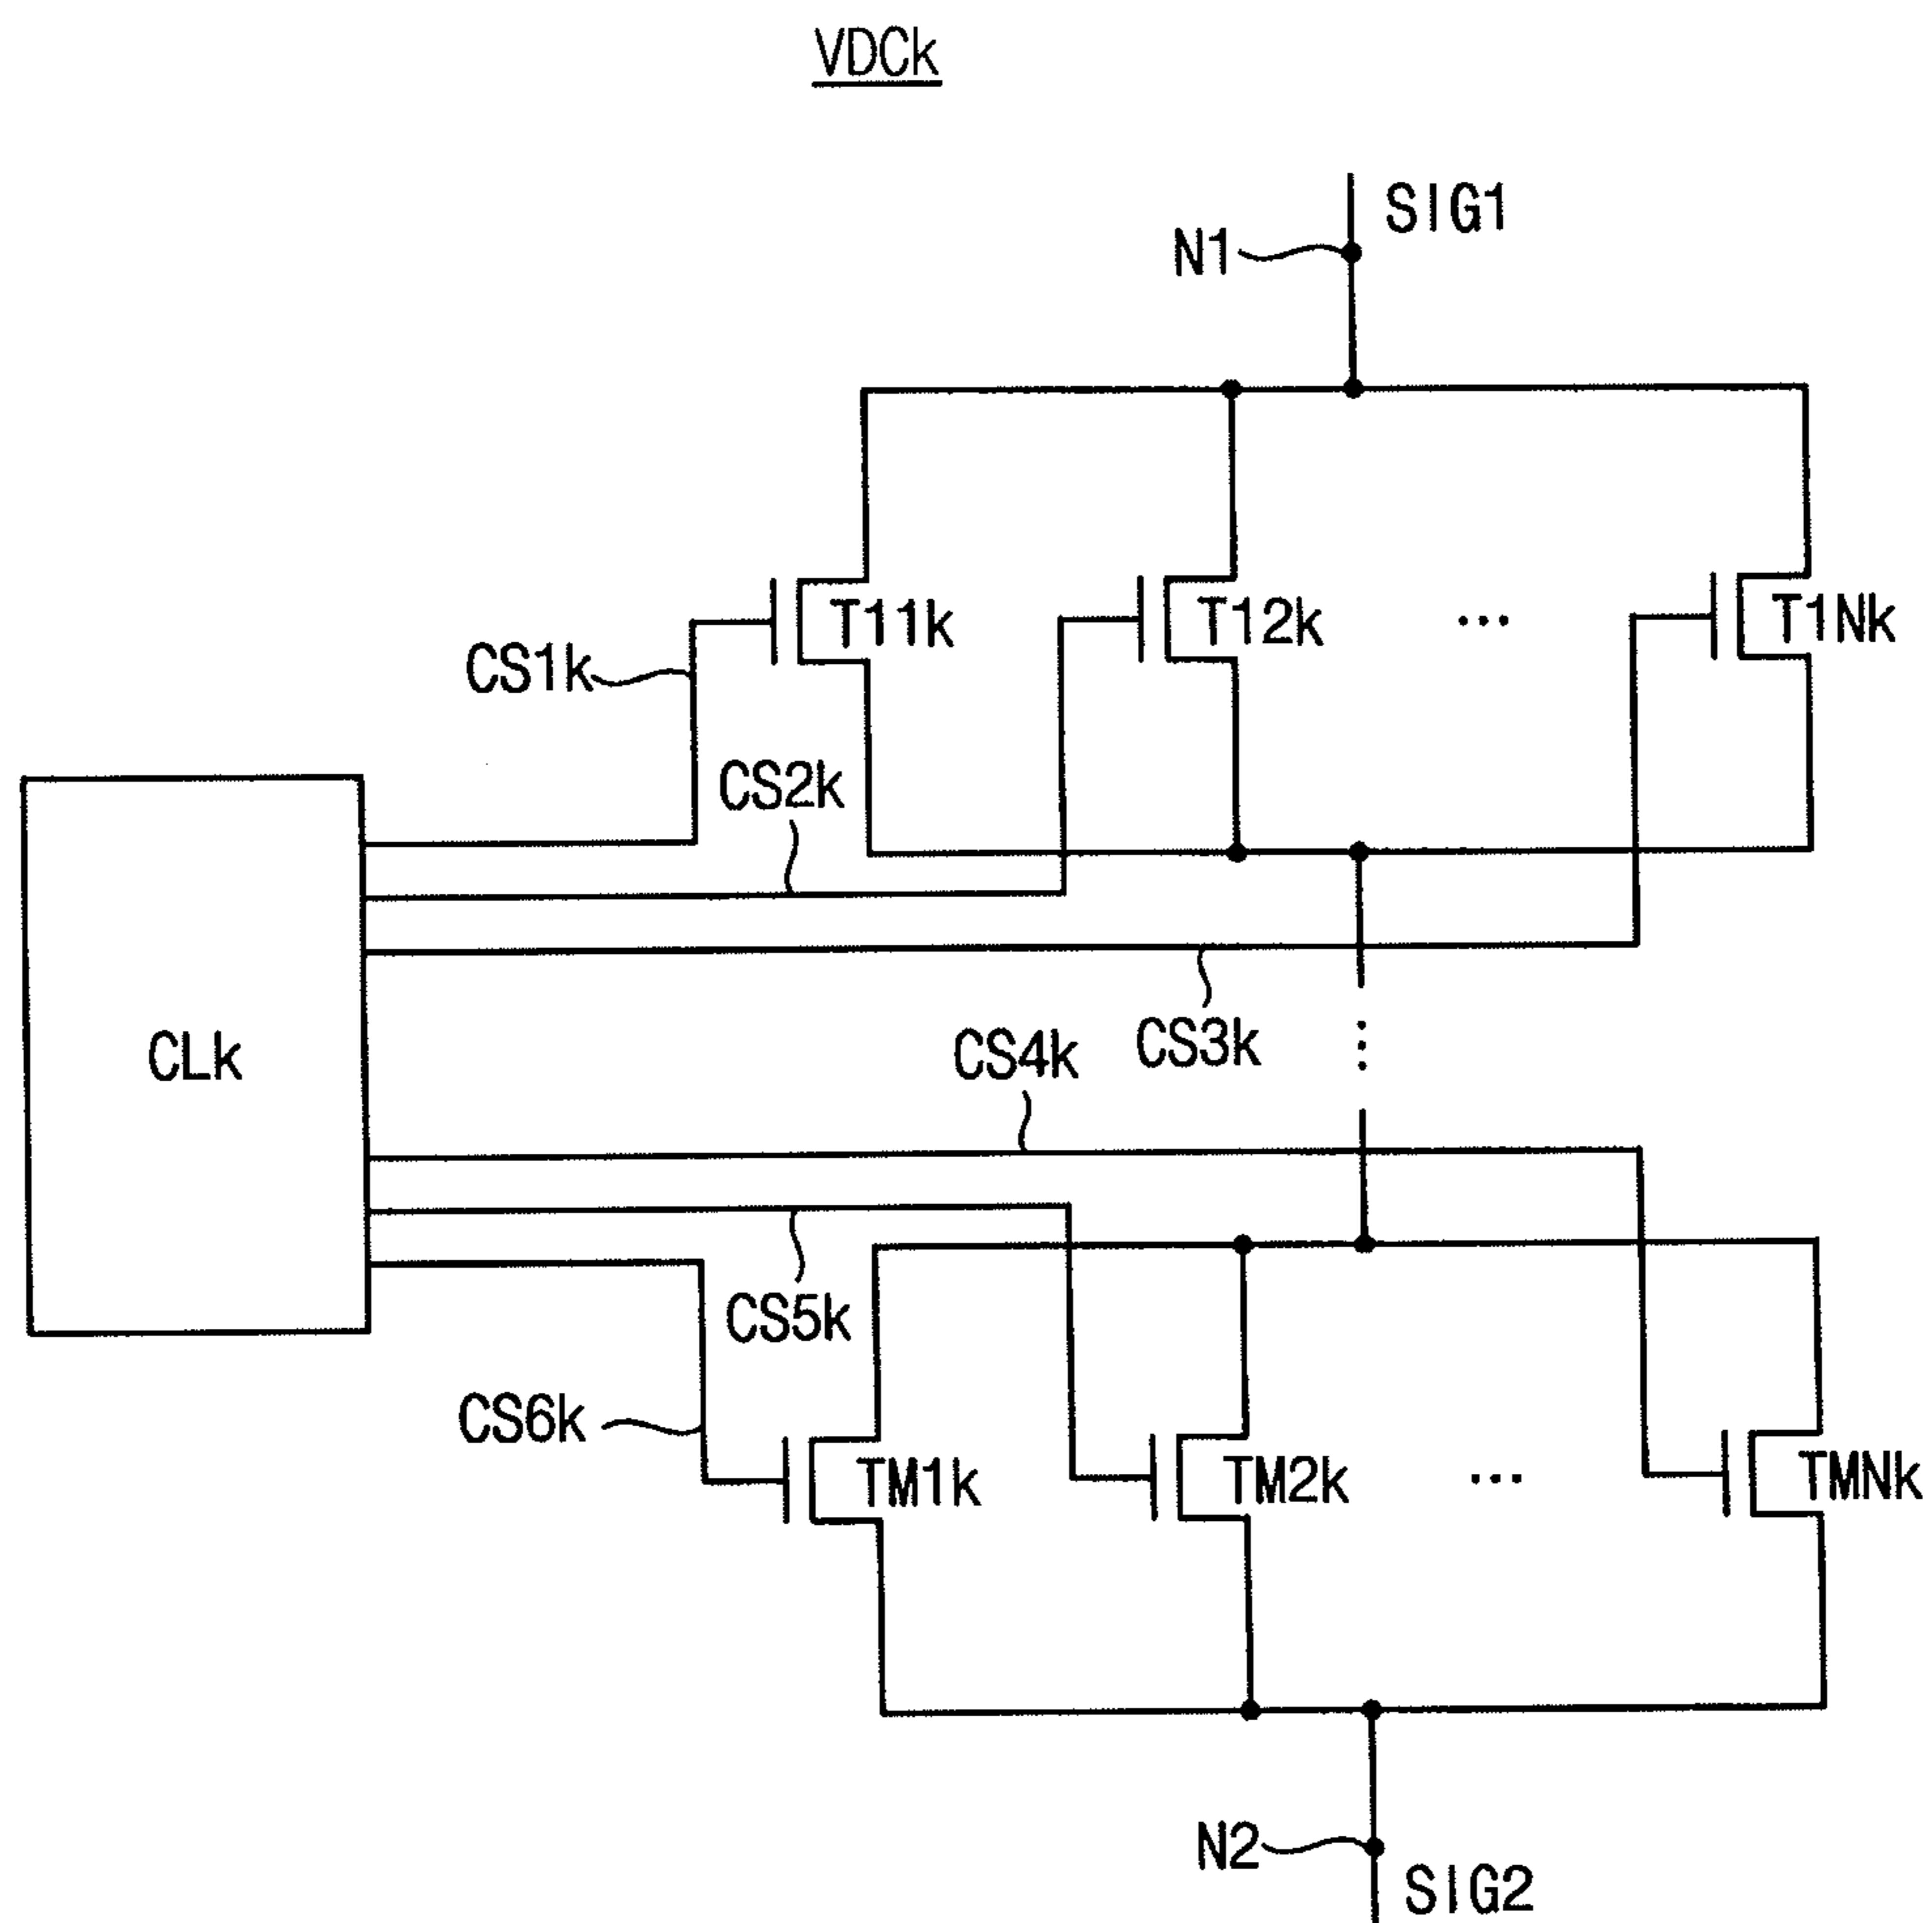 VDCk
SIG1
N1
T11k
T12k
...
T1Nk
CS1k
CS2k
CS3k
CLk
CS4k
CS5k
CS6k
TM1k
TM2k
...
TMNk
N2
SIG2